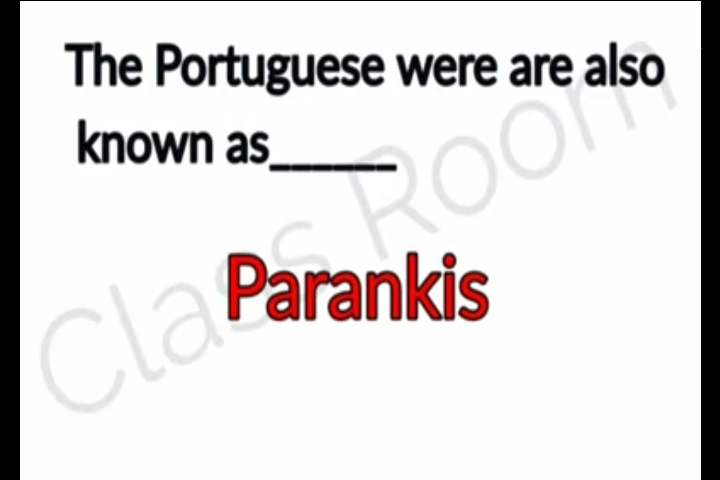 The Portuguese were are also
known as______
Parankis
Class Room